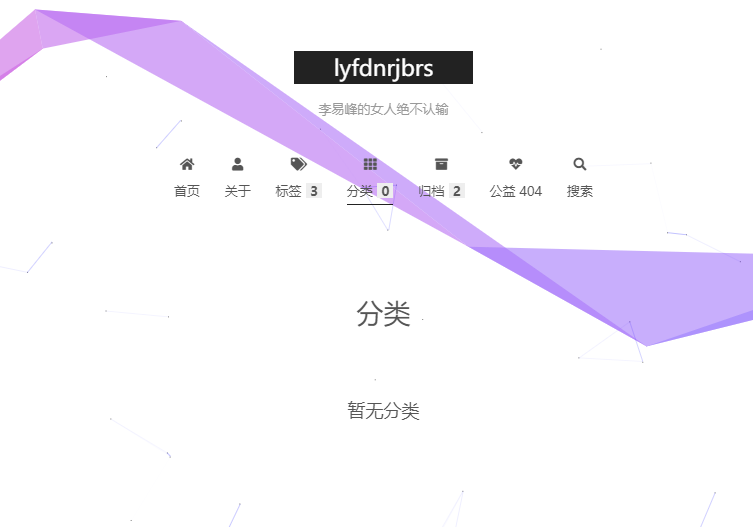 lyfdnrjbrs
李易峰的女人绝不认输
首页 关于 标签 3 分类 0 归档 2 公益 404 搜索
分类
暂无分类